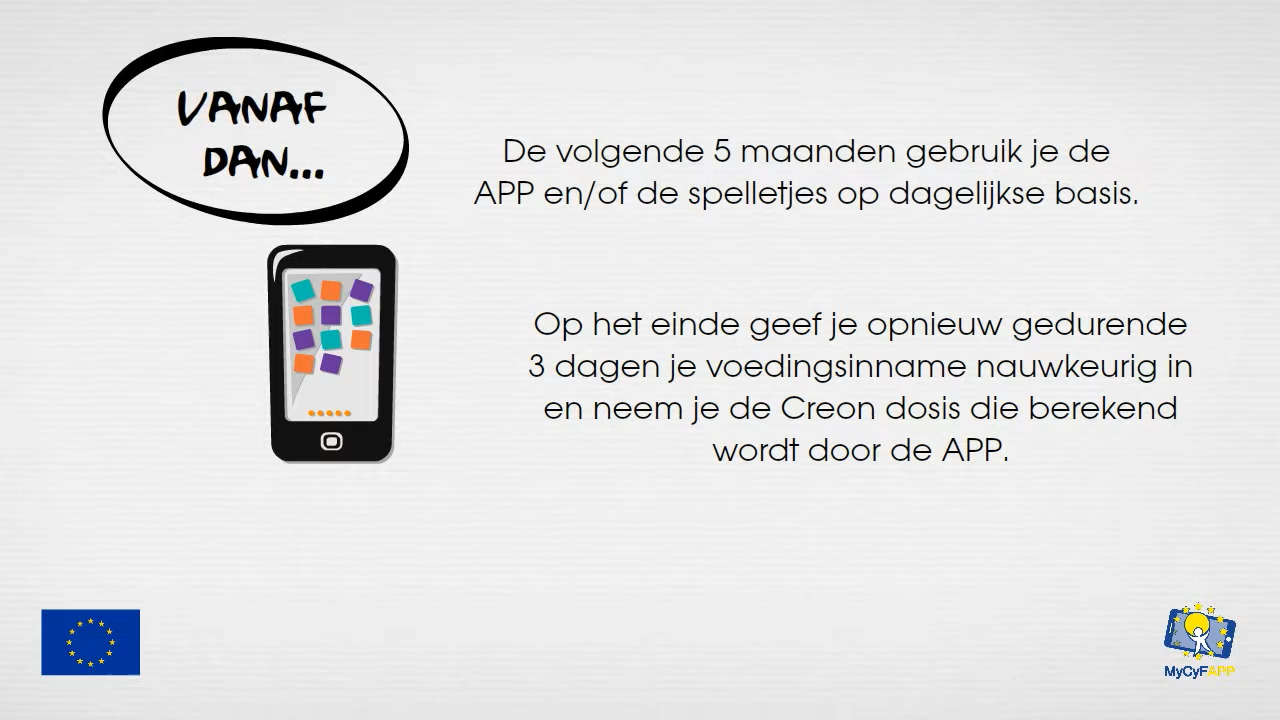 VANAF
DAN...
De volgende 5 maanden gebruik je de
APP en/of de spelletjes op dagelijkse basis.
Op het einde geef je opnieuw gedurende
3 dagen je voedingsinname nauwkeurig in
en neem je de Creon dosis die berekend
wordt door de APP.
MyCyFAPP